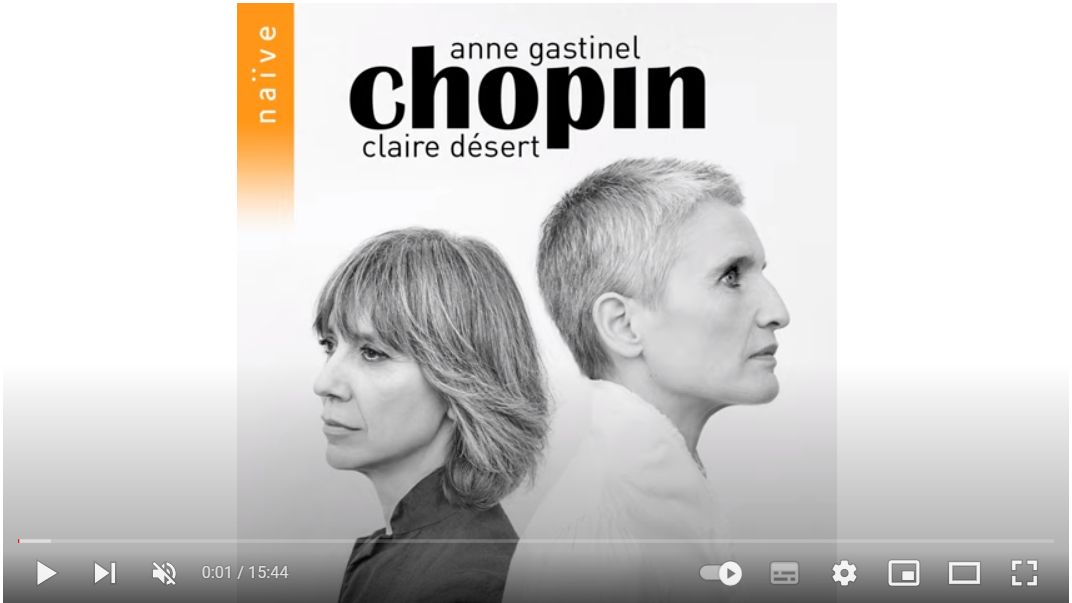 naïve
anne gastinel
chopin
claire désert
0:01 / 15:44